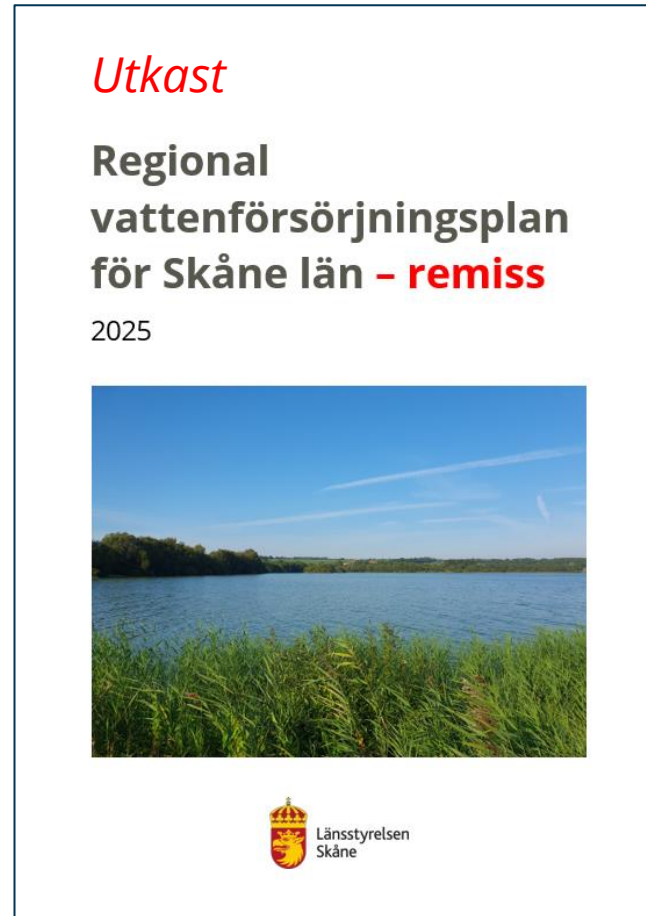 Utkast
Regional
vattenförsörjningsplan
för Skåne län – remiss
2025
Länsstyrelsen
Skåne